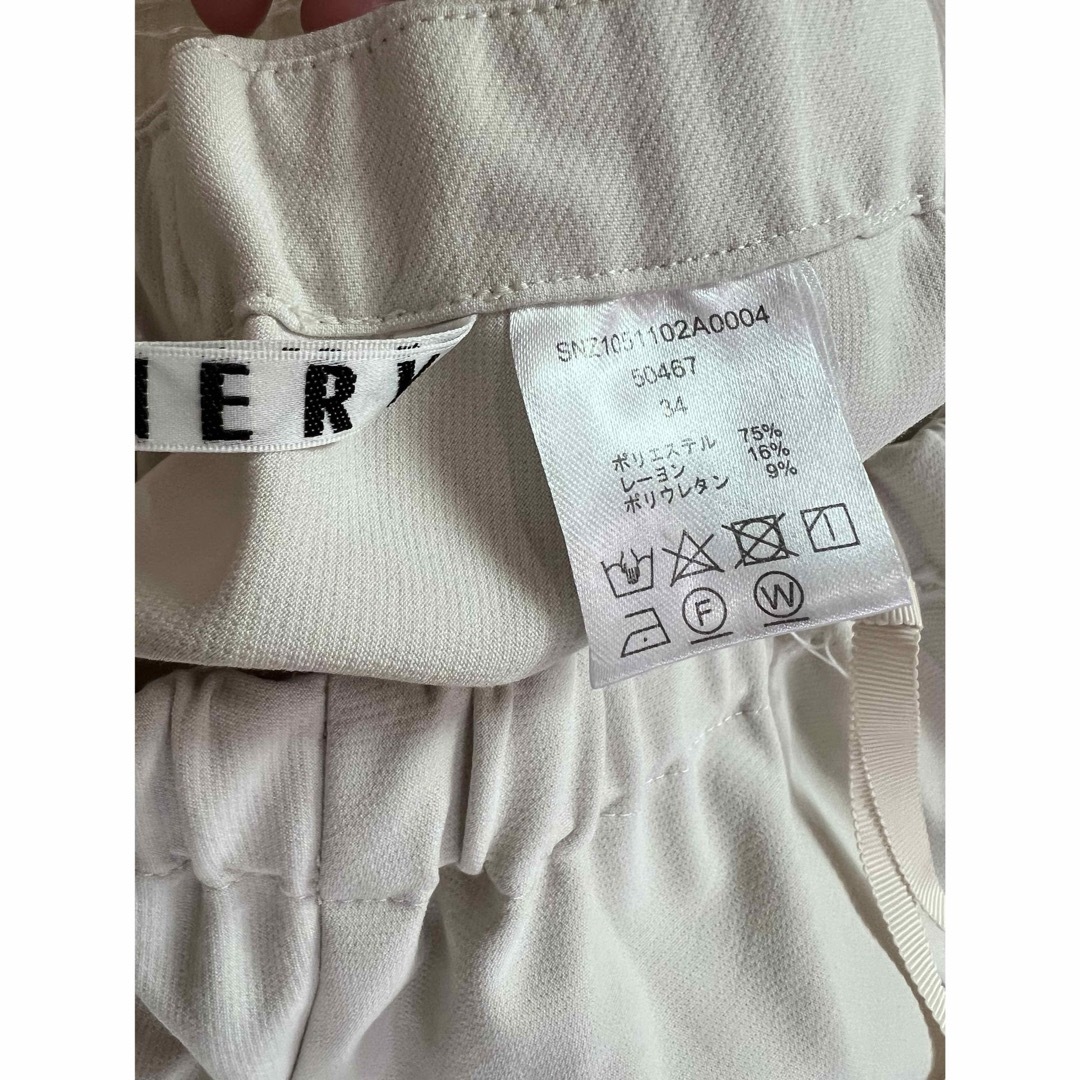 SNZ1051102A0004
50467
34
ポリエステル 75%
レーヨン 16%
ポリウレタン 9%
F W
IER